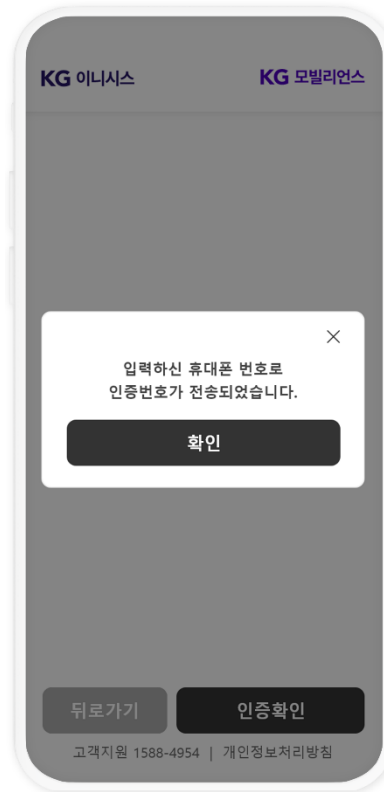 KG 이니시스
KG 모빌리언스
입력하신 휴대폰 번호로
인증번호가 전송되었습니다.
확인
뒤로가기
인증확인
고객지원 1588-4954 | 개인정보처리방침